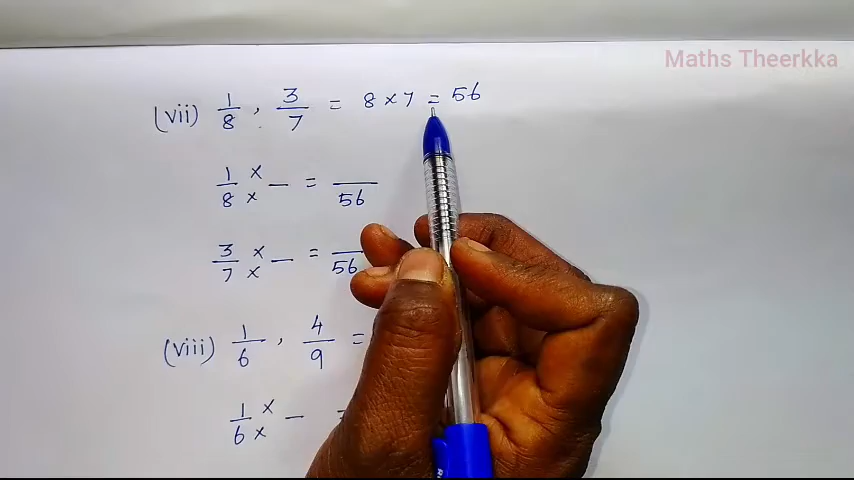 Maths Theerkka
(vii) 1/8 , 3/7 = 8 × 7 = 56
1/8 × × — = —/56
3/7 × × — = —/56
(viii) 1/6 , 4/9 =
1/6 × × — =